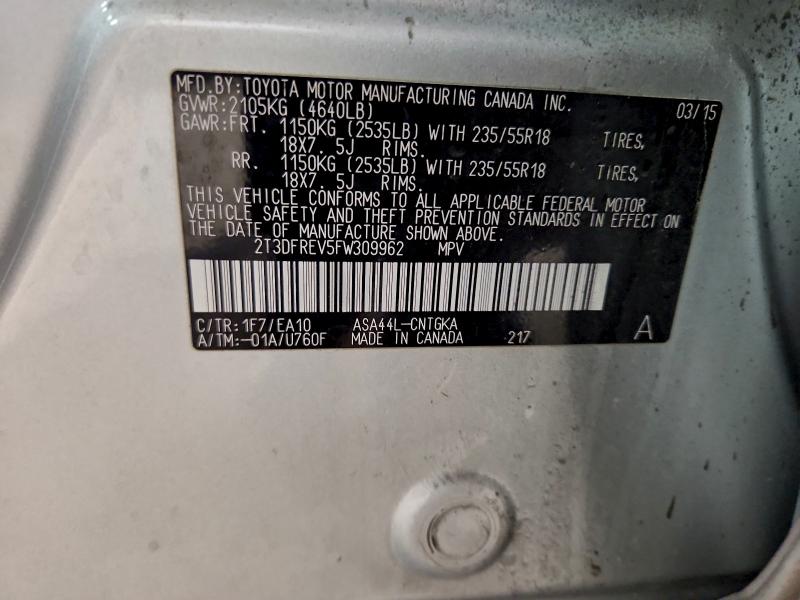 MFD.BY:TOYOTA MOTOR MANUFACTURING CANADA INC.
GVWR:2105KG (4640LB) 03/15
GAWR:FRT. 1150KG (2535LB) WITH 235/55R18 TIRES,
18X7.5J RIMS.
RR. 1150KG (2535LB) WITH 235/55R18 TIRES,
18X7.5J RIMS.
THIS VEHICLE CONFORMS TO ALL APPLICABLE FEDERAL MOTOR
VEHICLE SAFETY AND THEFT PREVENTION STANDARDS IN EFFECT ON
THE DATE OF MANUFACTURE SHOWN ABOVE.
2T3DFREV5FW309962 MPV
C/TR:1F7/EA10 ASA44L-CNTGKA
A/TM:-01A/U760F MADE IN CANADA 217 A